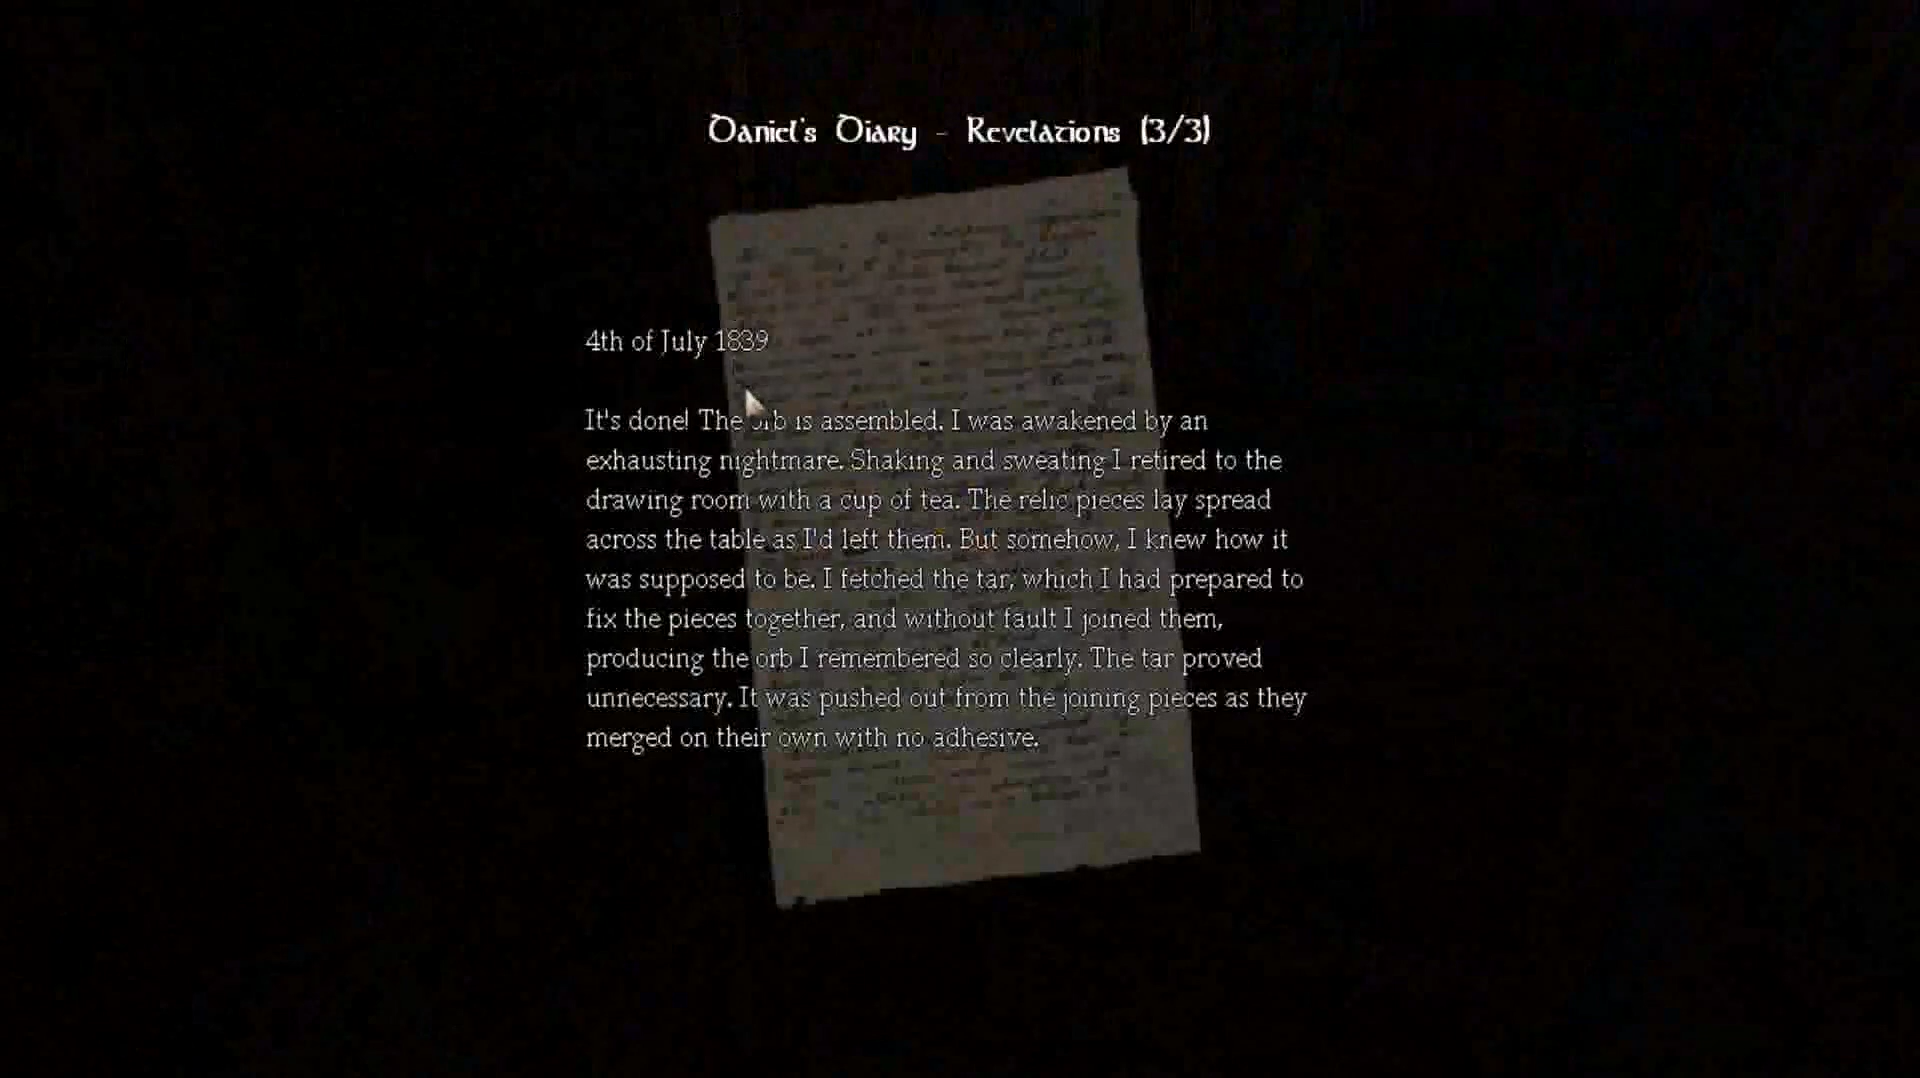 Daniel's Diary - Revelations (3/3)
4th of July 1839
It's done! The orb is assembled. I was awakened by an
exhausting nightmare. Shaking and sweating I retired to the
drawing room with a cup of tea. The relic pieces lay spread
across the table as I'd left them. But somehow, I knew how it
was supposed to be. I fetched the tar, which I had prepared to
fix the pieces together, and without fault I joined them,
producing the orb I remembered so clearly. The tar proved
unnecessary. It was pushed out from the joining pieces as they
merged on their own with no adhesive.